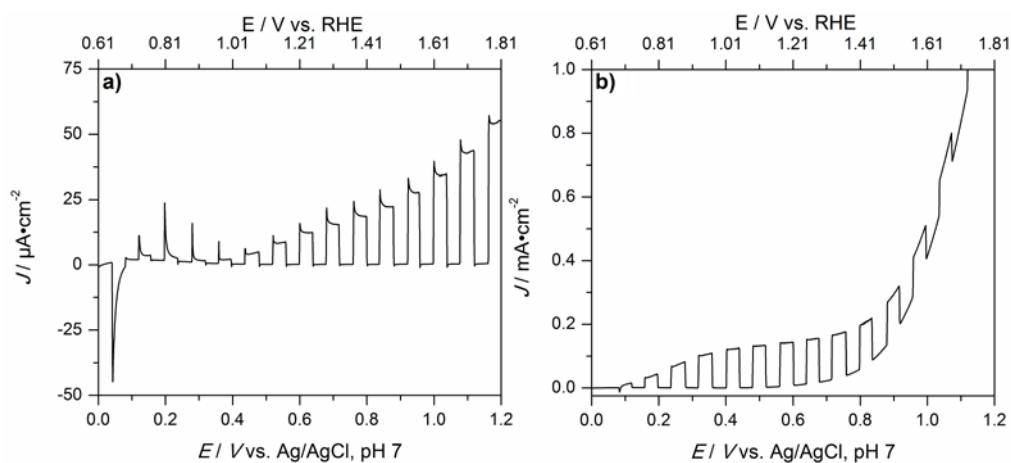 E / V vs. RHE
0.61 0.81 1.01 1.21 1.41 1.61 1.81
75
50
25
0
-25
-50
a)
J / μA•cm⁻²
0.0 0.2 0.4 0.6 0.8 1.0 1.2
E / V vs. Ag/AgCl, pH 7
E / V vs. RHE
0.61 0.81 1.01 1.21 1.41 1.61 1.81
1.0
0.8
0.6
0.4
0.2
0.0
b)
J / mA•cm⁻²
0.0 0.2 0.4 0.6 0.8 1.0 1.2
E / V vs. Ag/AgCl, pH 7